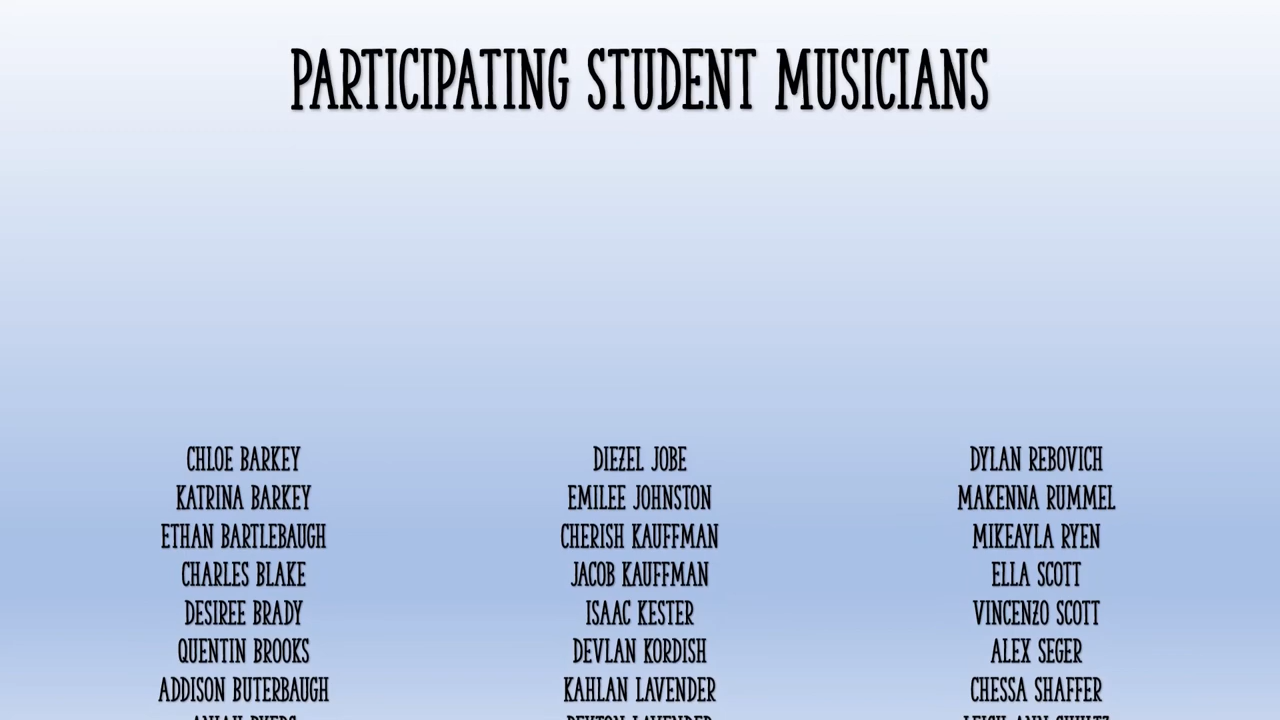 PARTICIPATING STUDENT MUSICIANS
CHLOE BARKEY
KATRINA BARKEY
ETHAN BARTLEBAUGH
CHARLES BLAKE
DESIREE BRADY
QUENTIN BROOKS
ADDISON BUTERBAUGH
DIEZEL JOBE
EMILEE JOHNSTON
CHERISH KAUFFMAN
JACOB KAUFFMAN
ISAAC KESTER
DEVLAN KORDISH
KAHLAN LAVENDER
LAVENDER
DYLAN REBOVICH
MAKENNA RUMMEL
MIKEAYLA RYEN
ELLA SCOTT
VINCENZO SCOTT
ALEX SEGER
CHESSA SHAFFER